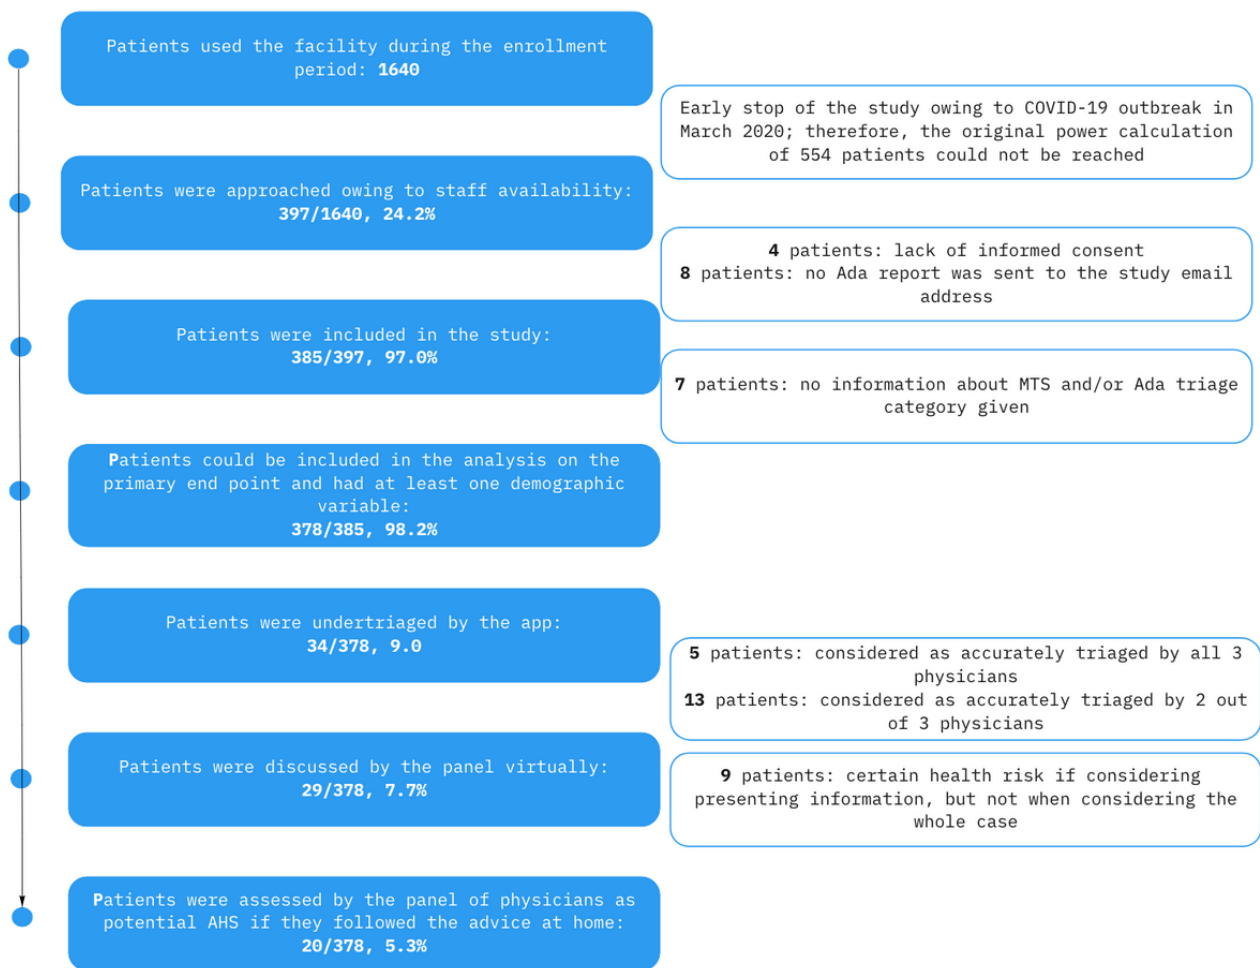 Patients used the facility during the enrollment
period: 1640
Early stop of the study owing to COVID-19 outbreak in
March 2020; therefore, the original power calculation
of 554 patients could not be reached
Patients were approached owing to staff availability:
397/1640, 24.2%
4 patients: lack of informed consent
8 patients: no Ada report was sent to the study email
address
Patients were included in the study:
385/397, 97.0%
7 patients: no information about MTS and/or Ada triage
category given
Patients could be included in the analysis on the
primary end point and had at least one demographic
variable:
378/385, 98.2%
Patients were undertriaged by the app:
34/378, 9.0
5 patients: considered as accurately triaged by all 3
physicians
13 patients: considered as accurately triaged by 2 out
of 3 physicians
Patients were discussed by the panel virtually:
29/378, 7.7%
9 patients: certain health risk if considering
presenting information, but not when considering the
whole case
Patients were assessed by the panel of physicians as
potential AHS if they followed the advice at home:
20/378, 5.3%